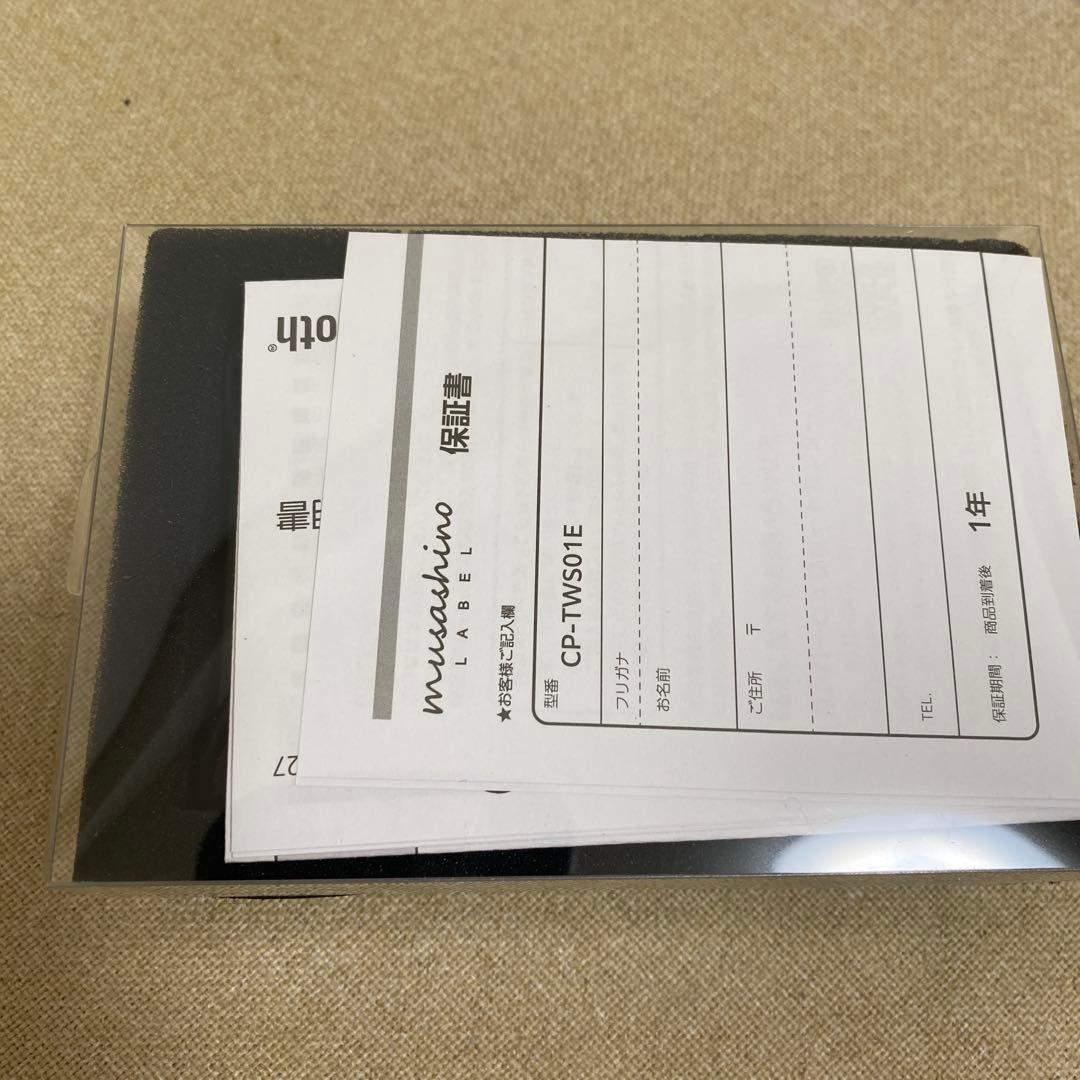 musashino 保証書
LABEL
★お客様ご記入欄
型番 CP-TWS01E
フリガナ
お名前
ご住所 〒
TEL.
保証期間： 商品到着後 1年
oth®
書
27